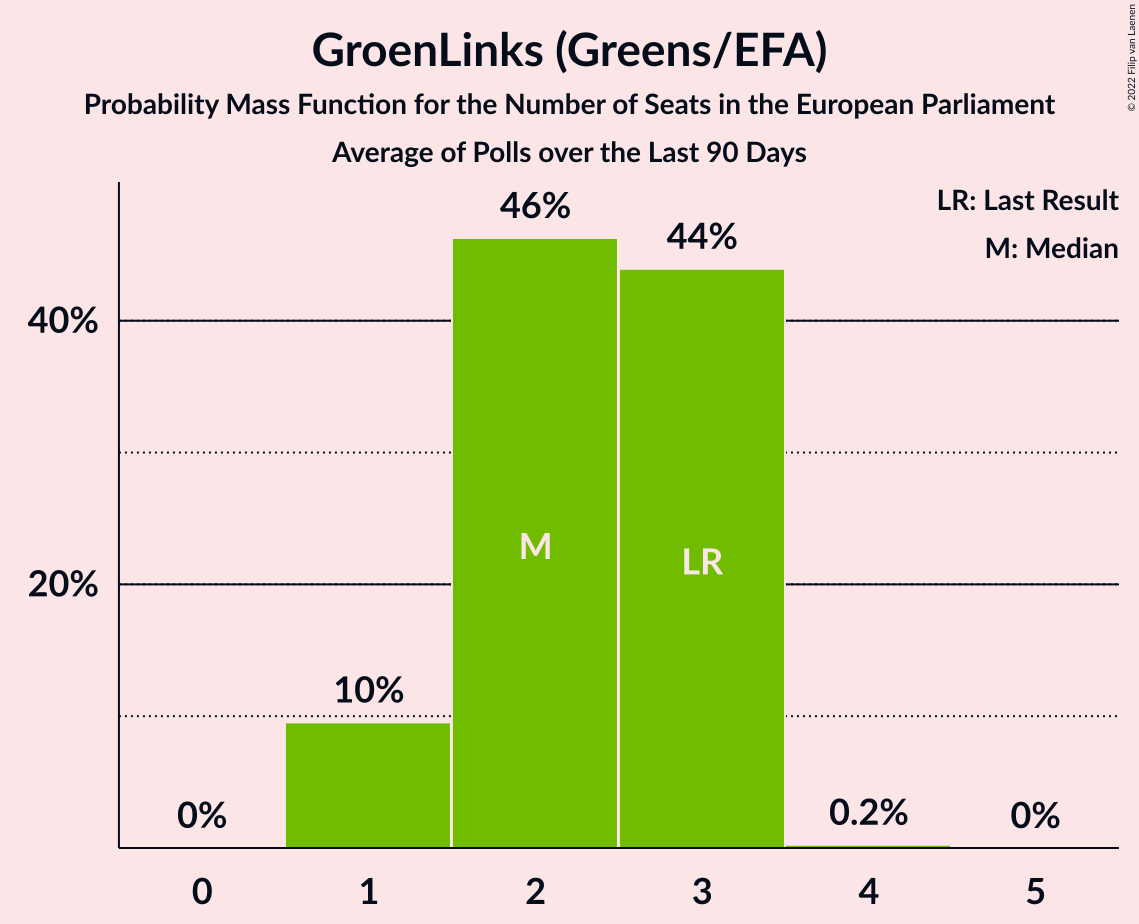 GroenLinks (Greens/EFA)
Probability Mass Function for the Number of Seats in the European Parliament
Average of Polls over the Last 90 Days
© 2022 Filip van Laenen
LR: Last Result
M: Median
46%
44%
40%
M
LR
20%
10%
0%
0.2%
0%
0 1 2 3 4 5